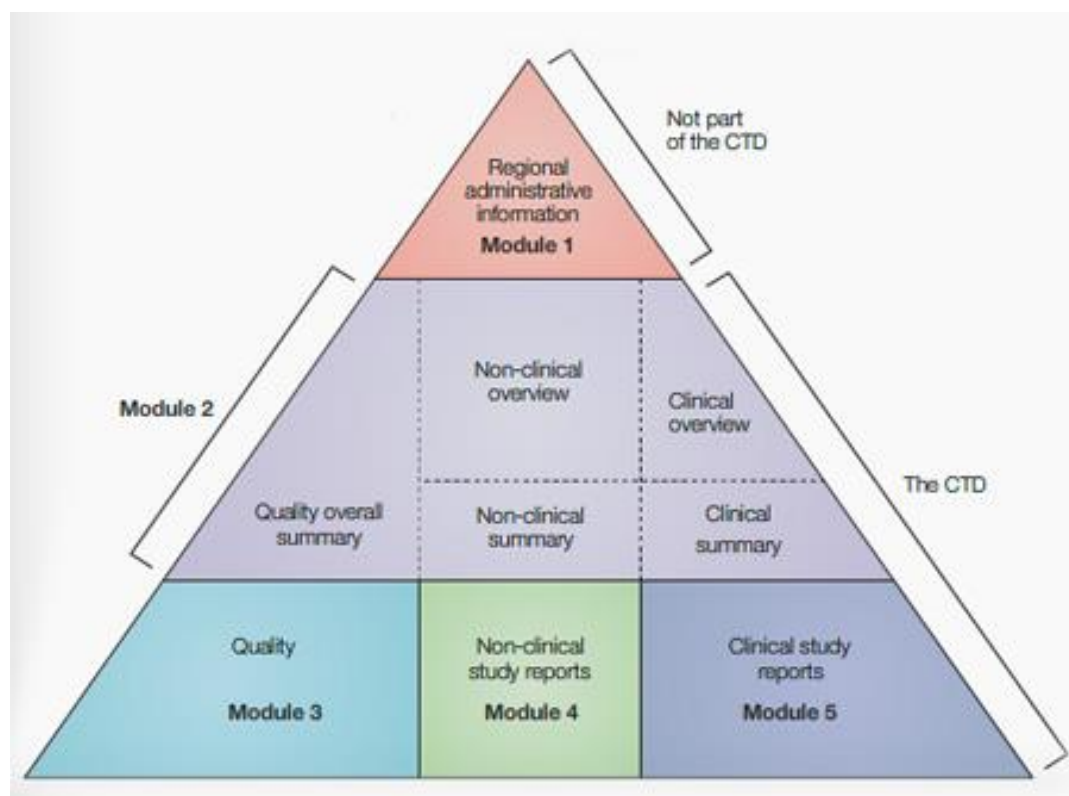 Not part
of the CTD
Regional
administrative
information
Module 1
Non-clinical
overview
Clinical
overview
Module 2
The CTD
Quality overall
summary
Non-clinical
summary
Clinical
summary
Quality
Module 3
Non-clinical
study reports
Module 4
Clinical study
reports
Module 5